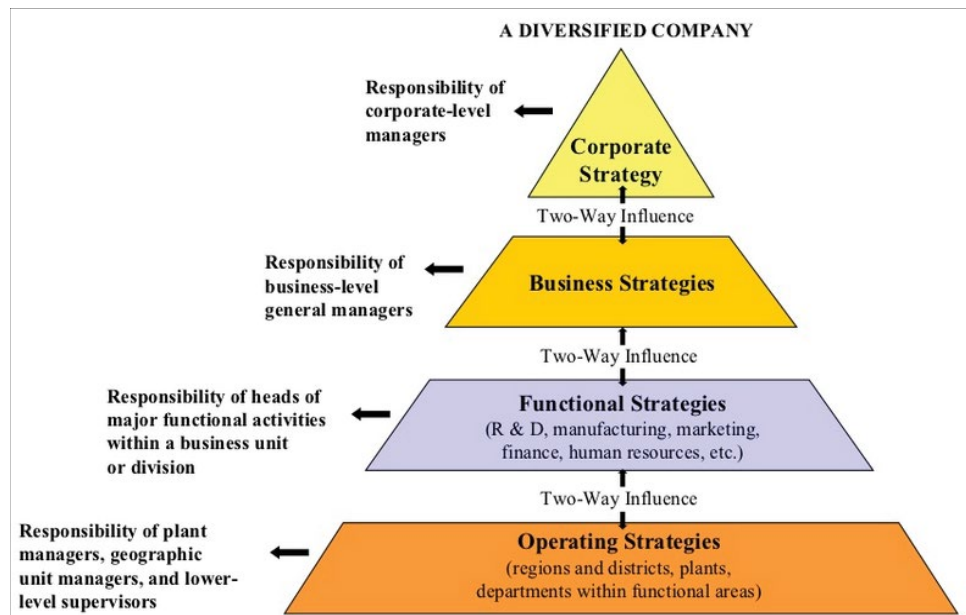 A DIVERSIFIED COMPANY
Responsibility of
corporate-level
managers
Corporate
Strategy
Two-Way Influence
Responsibility of
business-level
general managers
Business Strategies
Two-Way Influence
Responsibility of heads of
major functional activities
within a business unit
or division
Functional Strategies
(R & D, manufacturing, marketing,
finance, human resources, etc.)
Two-Way Influence
Responsibility of plant
managers, geographic
unit managers, and lower-
level supervisors
Operating Strategies
(regions and districts, plants,
departments within functional areas)